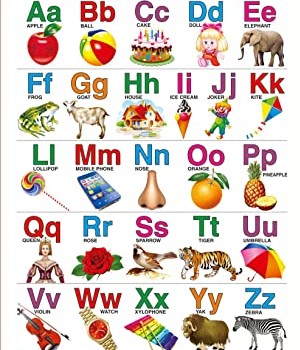 Aa Bb Cc Dd Ee
APPLE BALL CAKE DOLL ELEPHANT
Ff Gg Hh Ii Jj Kk
FROG GOAT HOUSE ICE CREAM JOKER KITE
Ll Mm Nn Oo Pp
LOLLIPOP MOBILE PHONE NOSE ORANGE PINEAPPLE
Qq Rr Ss Tt Uu
QUEEN ROSE SPARROW TIGER UMBRELLA
Vv Ww Xx Yy Zz
VIOLIN WATCH XYLOPHONE YAK ZEBRA